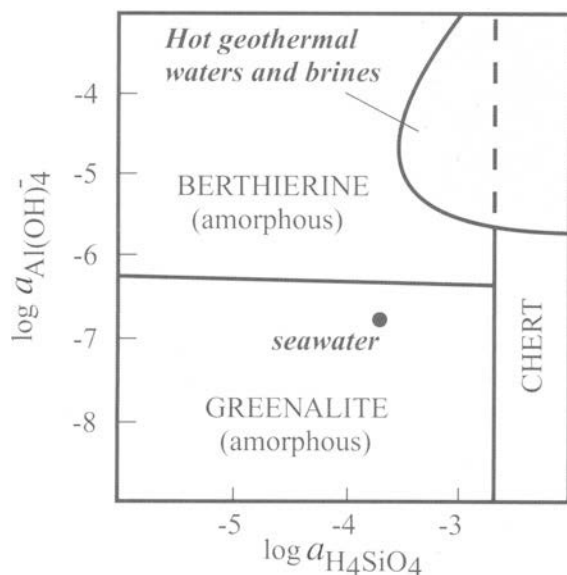 Hot geothermal
waters and brines
-4
BERTHIERINE
(amorphous)
-5
-6
log aAl(OH)4-
-7
seawater
CHERT
GREENALITE
(amorphous)
-8
-5
-4
-3
log aH4SiO4